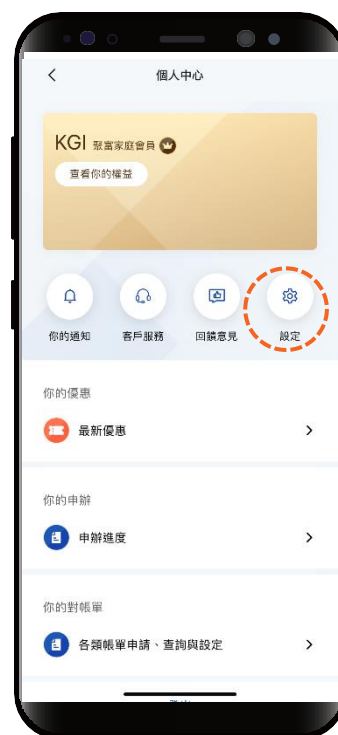 個人中心
KGI 聚富家庭會員
查看你的權益
你的通知 客戶服務 回饋意見 設定
你的優惠
最新優惠
你的申辦
申辦進度
你的對帳單
各類帳單申請、查詢與設定